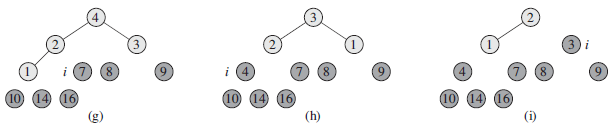 4 3 2
2 3 2 1 1 3 i
1 i 7 8 9 i 4 7 8 9 4 7 8 9
10 14 16 10 14 16 10 14 16
(g) (h) (i)